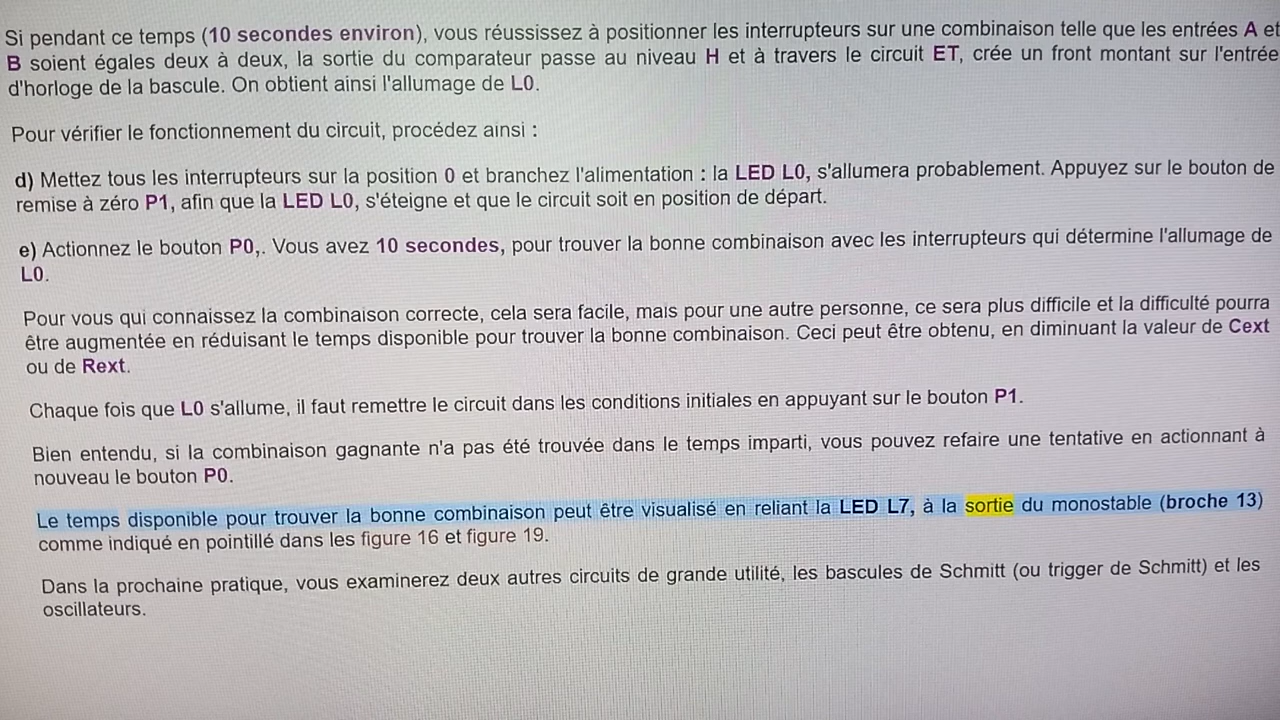 Si pendant ce temps (10 secondes environ), vous réussissez à positionner les interrupteurs sur une combinaison telle que les entrées A et
B soient égales deux à deux, la sortie du comparateur passe au niveau H et à travers le circuit ET, crée un front montant sur l'entrée
d'horloge de la bascule. On obtient ainsi l'allumage de L0.
Pour vérifier le fonctionnement du circuit, procédez ainsi :
d) Mettez tous les interrupteurs sur la position 0 et branchez l'alimentation : la LED L0, s'allumera probablement. Appuyez sur le bouton de
remise à zéro P1, afin que la LED L0, s'éteigne et que le circuit soit en position de départ.
e) Actionnez le bouton P0,. Vous avez 10 secondes, pour trouver la bonne combinaison avec les interrupteurs qui détermine l'allumage de
L0.
Pour vous qui connaissez la combinaison correcte, cela sera facile, mais pour une autre personne, ce sera plus difficile et la difficulté pourra
être augmentée en réduisant le temps disponible pour trouver la bonne combinaison. Ceci peut être obtenu, en diminuant la valeur de Cext
ou de Rext.
Chaque fois que L0 s'allume, il faut remettre le circuit dans les conditions initiales en appuyant sur le bouton P1.
Bien entendu, si la combinaison gagnante n'a pas été trouvée dans le temps imparti, vous pouvez refaire une tentative en actionnant à
nouveau le bouton P0.
Le temps disponible pour trouver la bonne combinaison peut être visualisé en reliant la LED L7, à la sortie du monostable (broche 13)
comme indiqué en pointillé dans les figure 16 et figure 19.
Dans la prochaine pratique, vous examinerez deux autres circuits de grande utilité, les bascules de Schmitt (ou trigger de Schmitt) et les
oscillateurs.